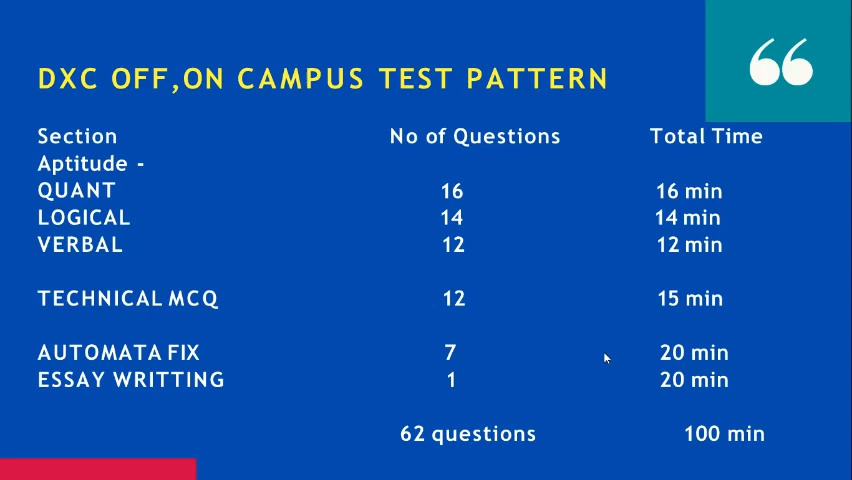 “
DXC OFF,ON CAMPUS TEST PATTERN
Section No of Questions Total Time
Aptitude -
QUANT 16 16 min
LOGICAL 14 14 min
VERBAL 12 12 min
TECHNICAL MCQ 12 15 min
AUTOMATA FIX 7 20 min
ESSAY WRITTING 1 20 min
62 questions 100 min